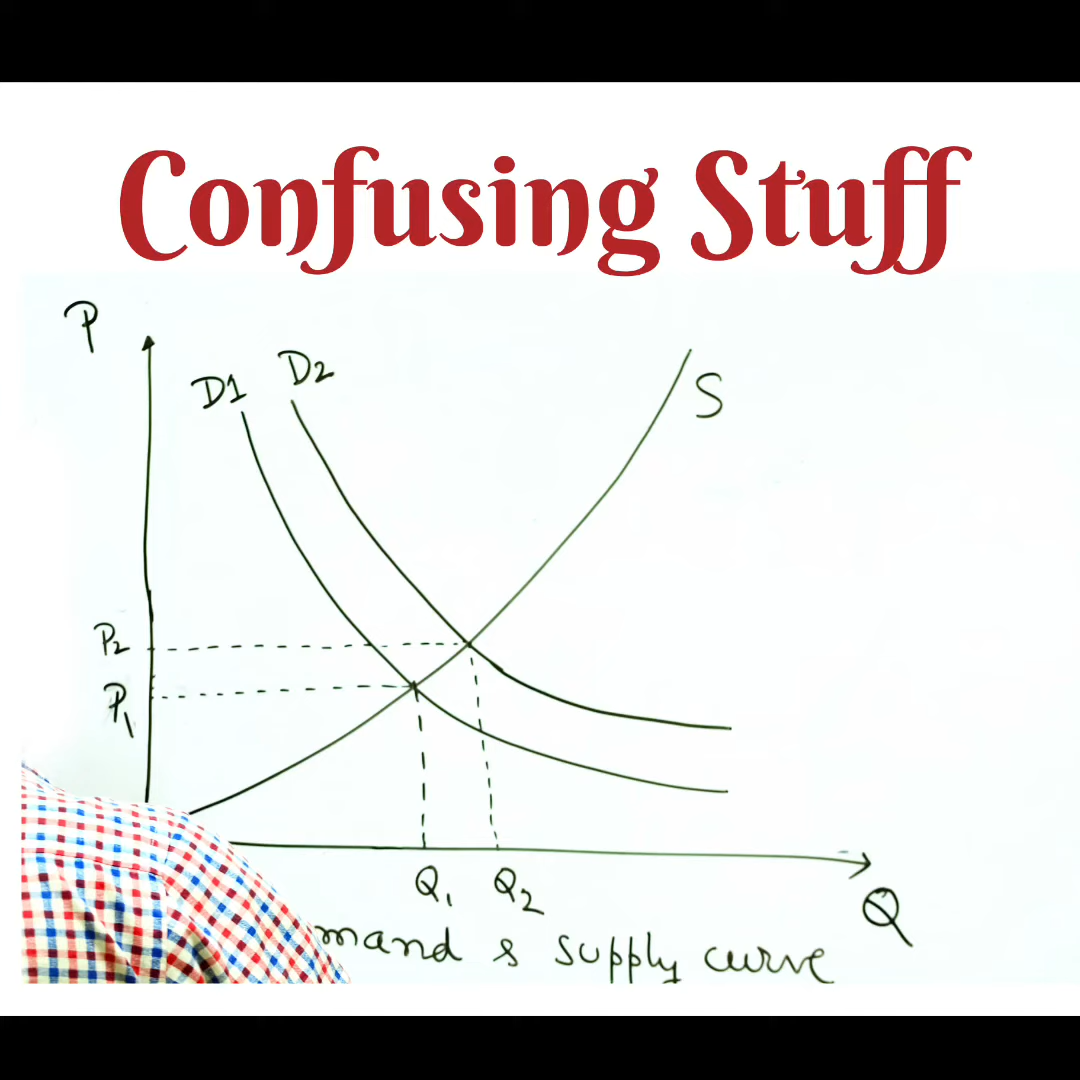 Confusing Stuff
P
D1 D2
S
P2
P1
Q1 Q2
Q
mand & supply curve